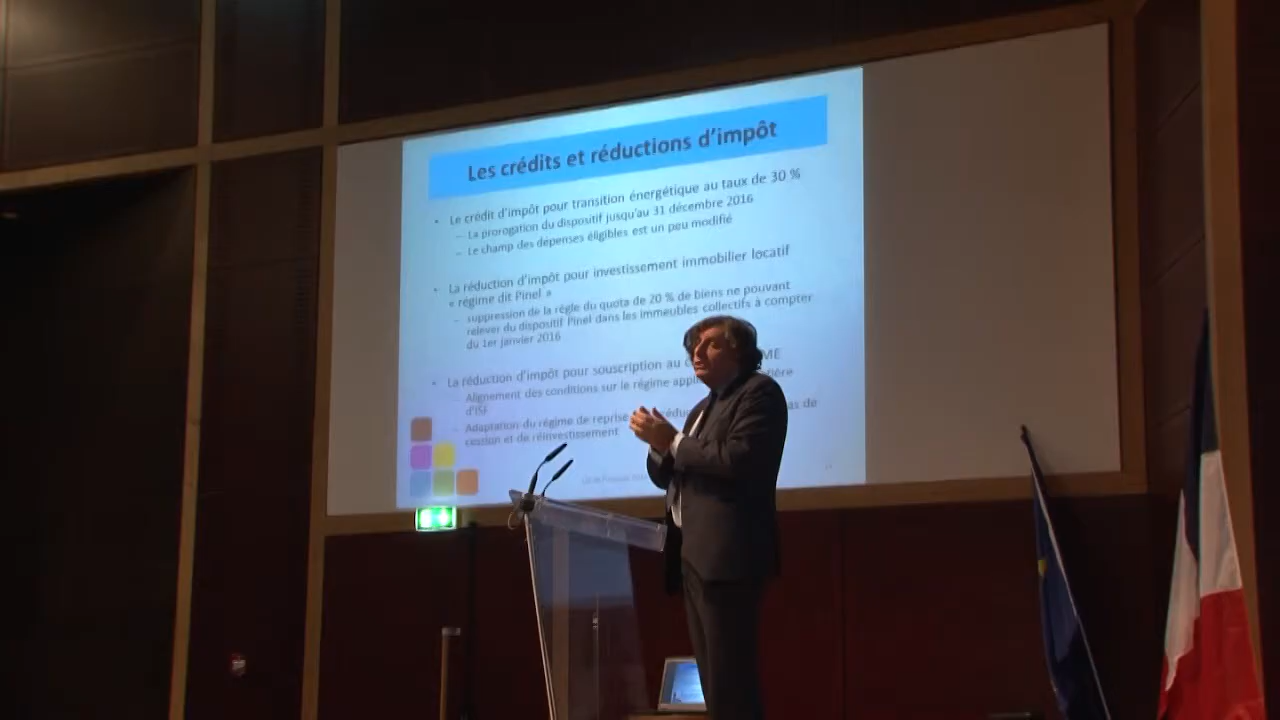 Les crédits et réductions d'impôt
• Le crédit d'impôt pour transition énergétique au taux de 30 %
– La prorogation du dispositif jusqu'au 31 décembre 2016
– Le champ des dépenses éligibles est un peu modifié
• La réduction d'impôt pour investissement immobilier locatif
« régime dit Pinel »
– suppression de la règle du quota de 20 % de biens ne pouvant
relever du dispositif Pinel dans les immeubles collectifs à compter
du 1er janvier 2016
• La réduction d'impôt pour souscription au
– Alignement des conditions sur le régime
d'ISF
– Adaptation du régime de reprise
de
cession et de réinvestissement